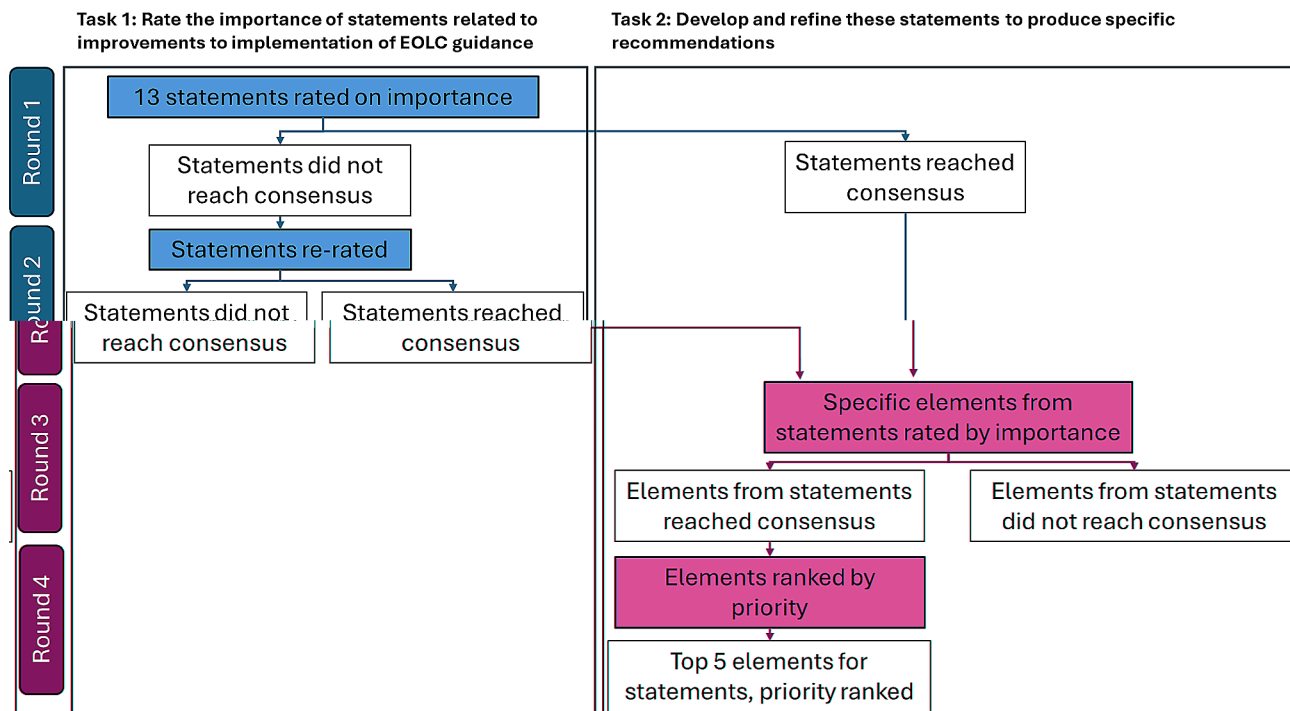 Task 1: Rate the importance of statements related to
improvements to implementation of EOLC guidance
Task 2: Develop and refine these statements to produce specific
recommendations
Round 1
13 statements rated on importance
Statements did not
reach consensus
Statements reached
consensus
Round 2
Statements re-rated
Statements did not
reach consensus
Statements reached
consensus
Round 3
Specific elements from
statements rated by importance
Elements from statements
reached consensus
Elements from statements
did not reach consensus
Round 4
Elements ranked by
priority
Top 5 elements for
statements, priority ranked